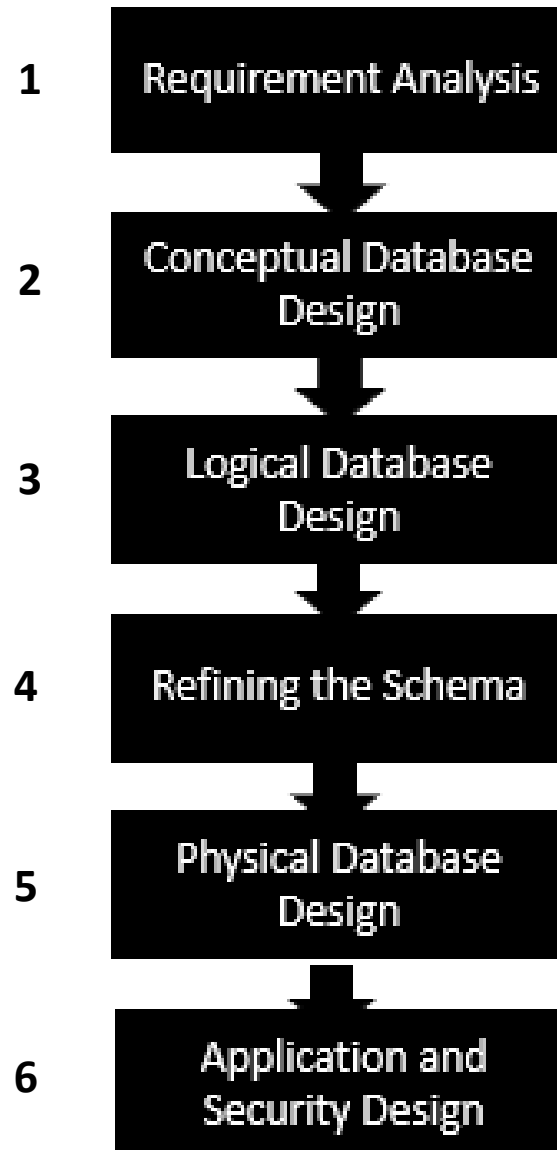 1
Requirement Analysis
2
Conceptual Database
Design
3
Logical Database
Design
4
Refining the Schema
5
Physical Database
Design
6
Application and
Security Design